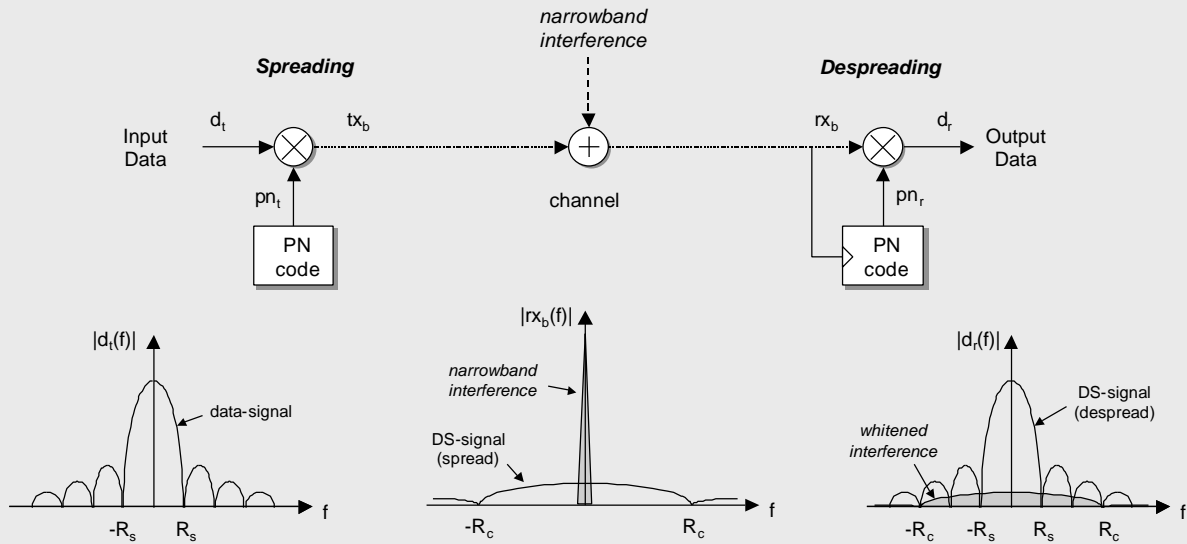 narrowband
interference
Spreading
Despreading
d_t
tx_b
rx_b
d_r
Input
Data
Output
Data
pn_t
channel
pn_r
PN
code
PN
code
|d_t(f)|
data-signal
-R_s
R_s
f
|rx_b(f)|
narrowband
interference
DS-signal
(spread)
-R_c
R_c
f
|d_r(f)|
DS-signal
(despread)
whitened
interference
-R_c
-R_s
R_s
R_c
f